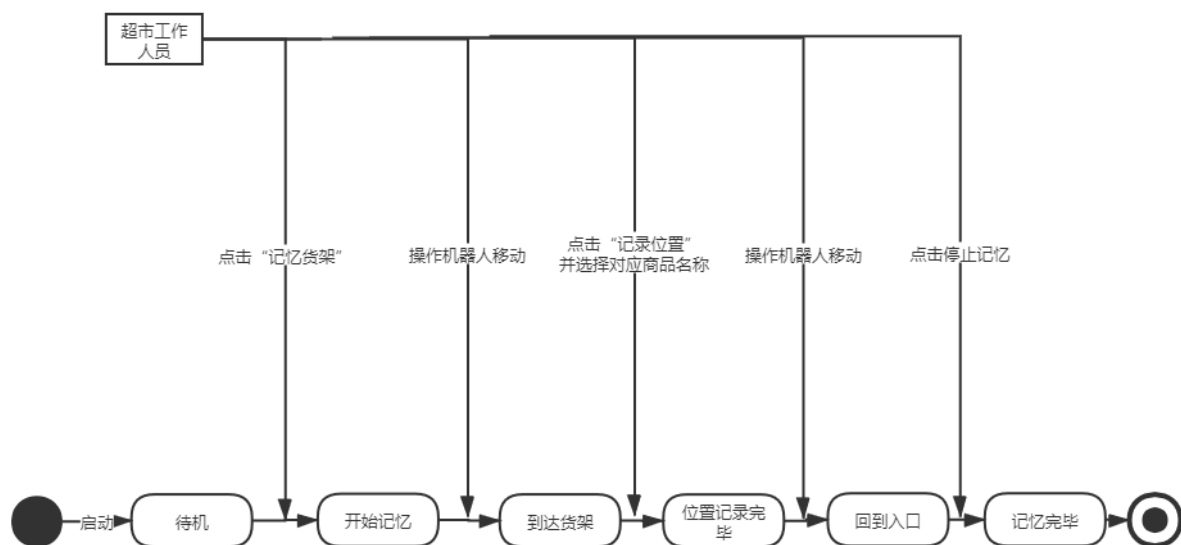 超市工作
人员
点击“记忆货架”
操作机器人移动
点击“记录位置”
并选择对应商品名称
操作机器人移动
点击停止记忆
启动
待机
开始记忆
到达货架
位置记录完
毕
回到入口
记忆完毕